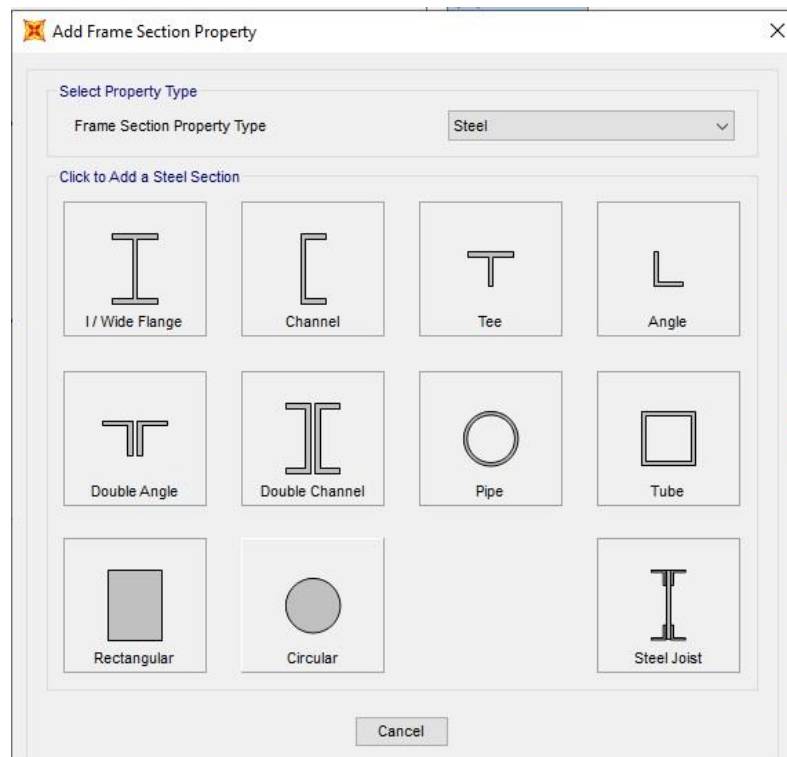 Add Frame Section Property
Select Property Type
Frame Section Property Type
Steel
Click to Add a Steel Section
I / Wide Flange
Channel
Tee
Angle
Double Angle
Double Channel
Pipe
Tube
Rectangular
Circular
Steel Joist
Cancel